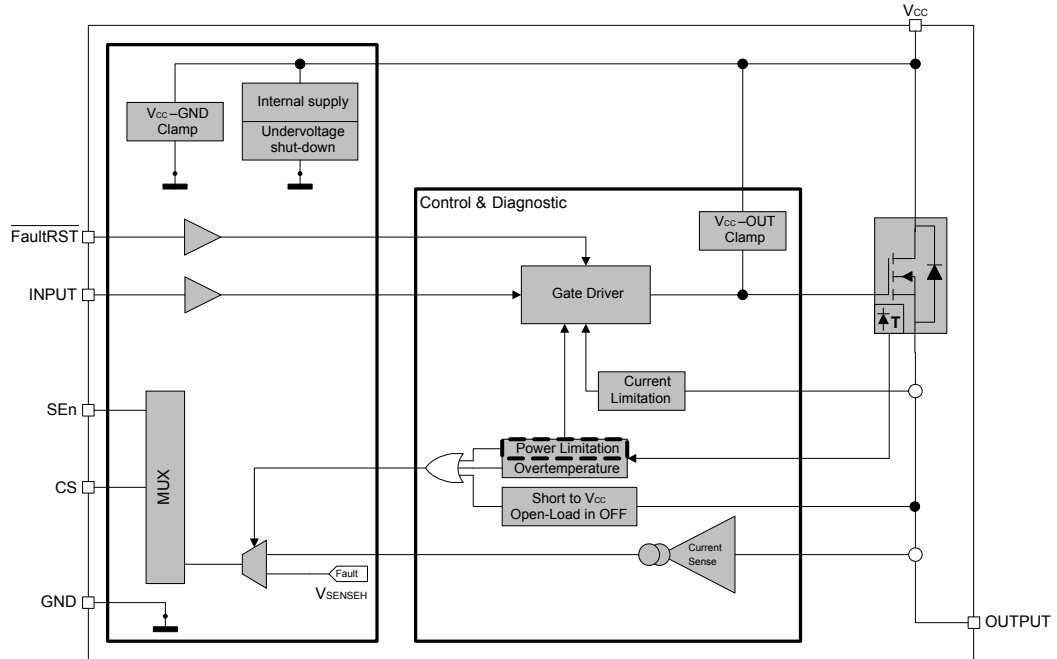 Vcc
Internal supply
Vcc–GND
Clamp
Undervoltage
shut-down
Control & Diagnostic
FaultRST
Vcc–OUT
Clamp
INPUT
Gate Driver
T
Current
Limitation
SEn
Power Limitation
Overtemperature
CS
MUX
Short to Vcc
Open-Load in OFF
Current
Sense
Fault
VSENSEH
GND
OUTPUT